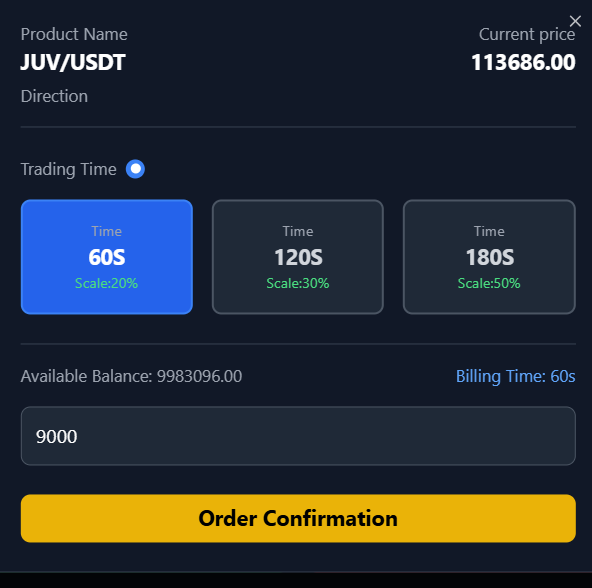 Product Name
Current price
JUV/USDT
113686.00
Direction
Trading Time
Time
60S
Scale:20%
Time
120S
Scale:30%
Time
180S
Scale:50%
Available Balance: 9983096.00
Billing Time: 60s
9000
Order Confirmation